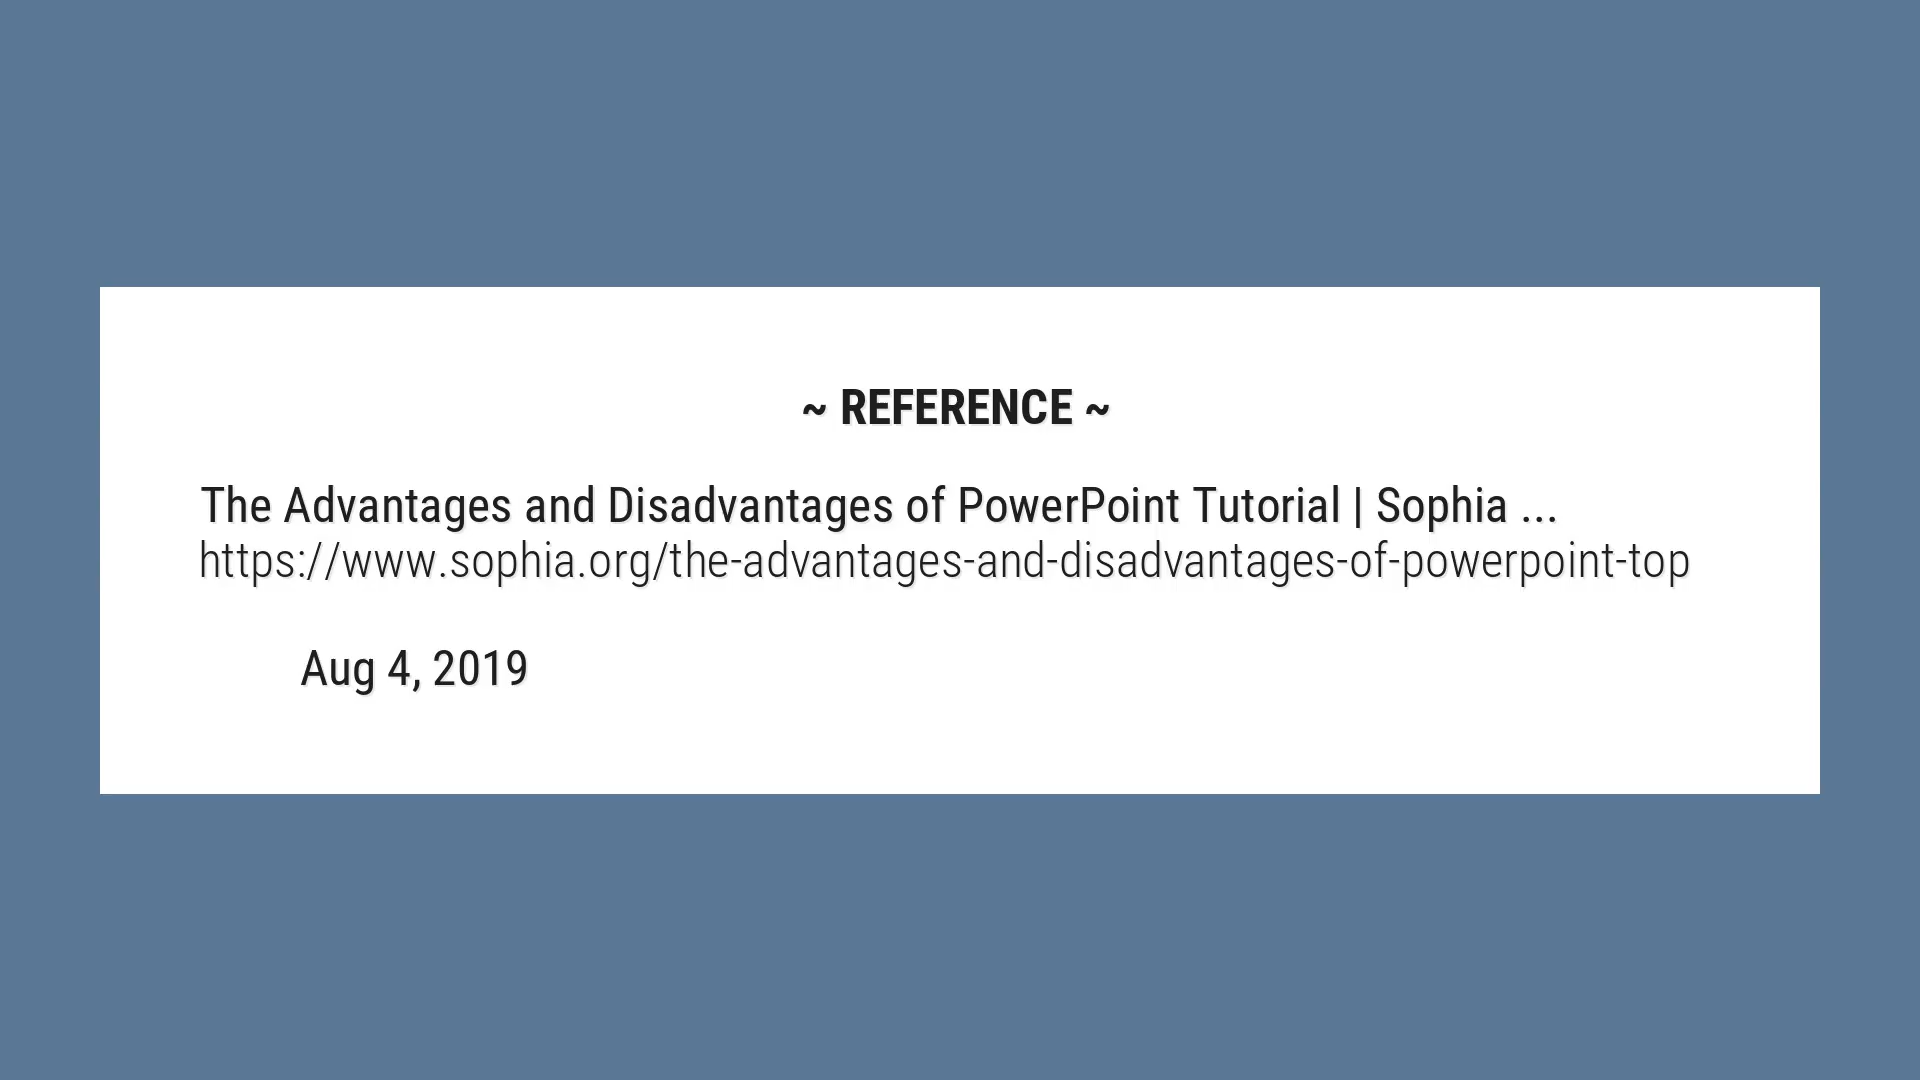 ~ REFERENCE ~
The Advantages and Disadvantages of PowerPoint Tutorial | Sophia ...
https://www.sophia.org/the-advantages-and-disadvantages-of-powerpoint-top
Aug 4, 2019